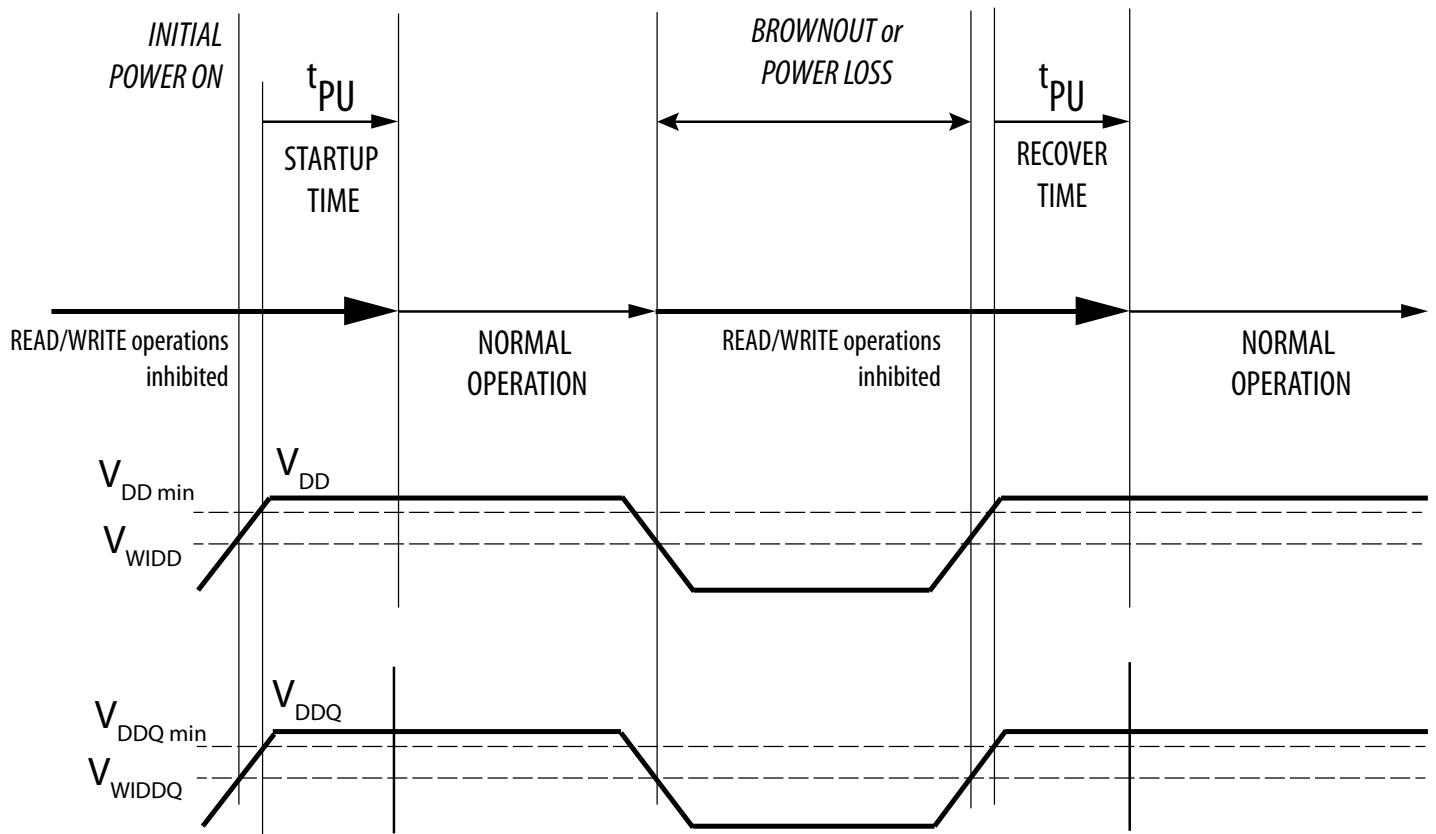 INITIAL
POWER ON
tPU
STARTUP
TIME
BROWNOUT or
POWER LOSS
tPU
RECOVER
TIME
READ/WRITE operations
inhibited
NORMAL
OPERATION
READ/WRITE operations
inhibited
NORMAL
OPERATION
VDD min
VDD
VWIDD
VDDQ min
VDDQ
VWIDDQ